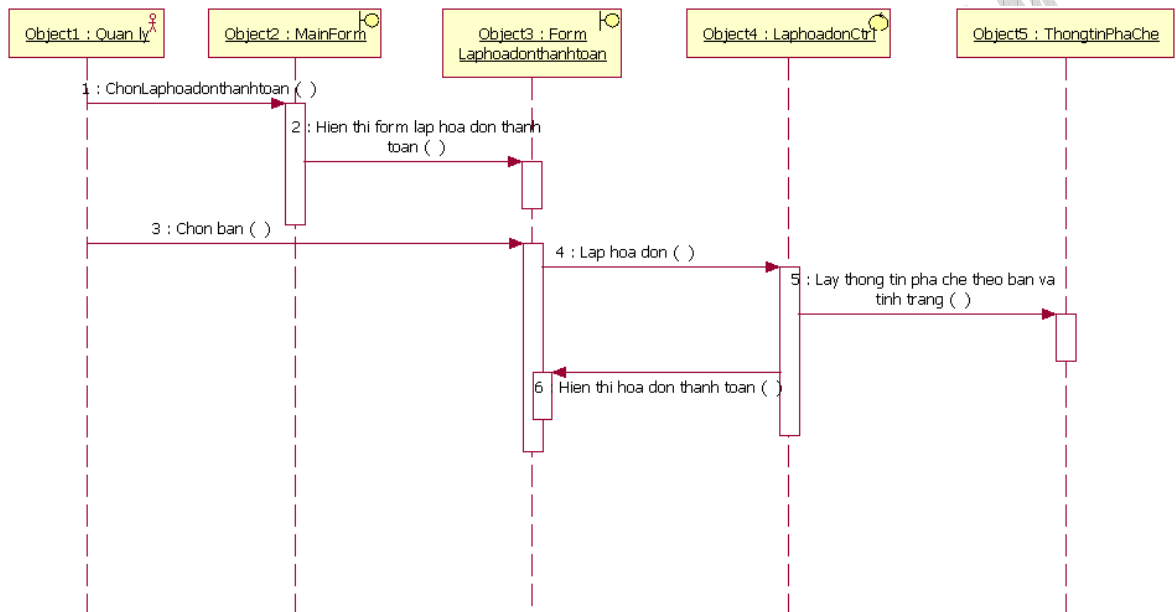 Object1 : Quan ly
Object2 : MainForm
Object3 : Form
Laphoadonthanhtoan
Object4 : LaphoadonCtrl
Object5 : ThongtinPhaChe
1 : ChonLaphoadonthanhtoan ( )
2 : Hien thi form lap hoa don thanh
toan ( )
3 : Chon ban ( )
4 : Lap hoa don ( )
5 : Lay thong tin pha che theo ban va
tinh trang ( )
6 : Hien thi hoa don thanh toan ( )